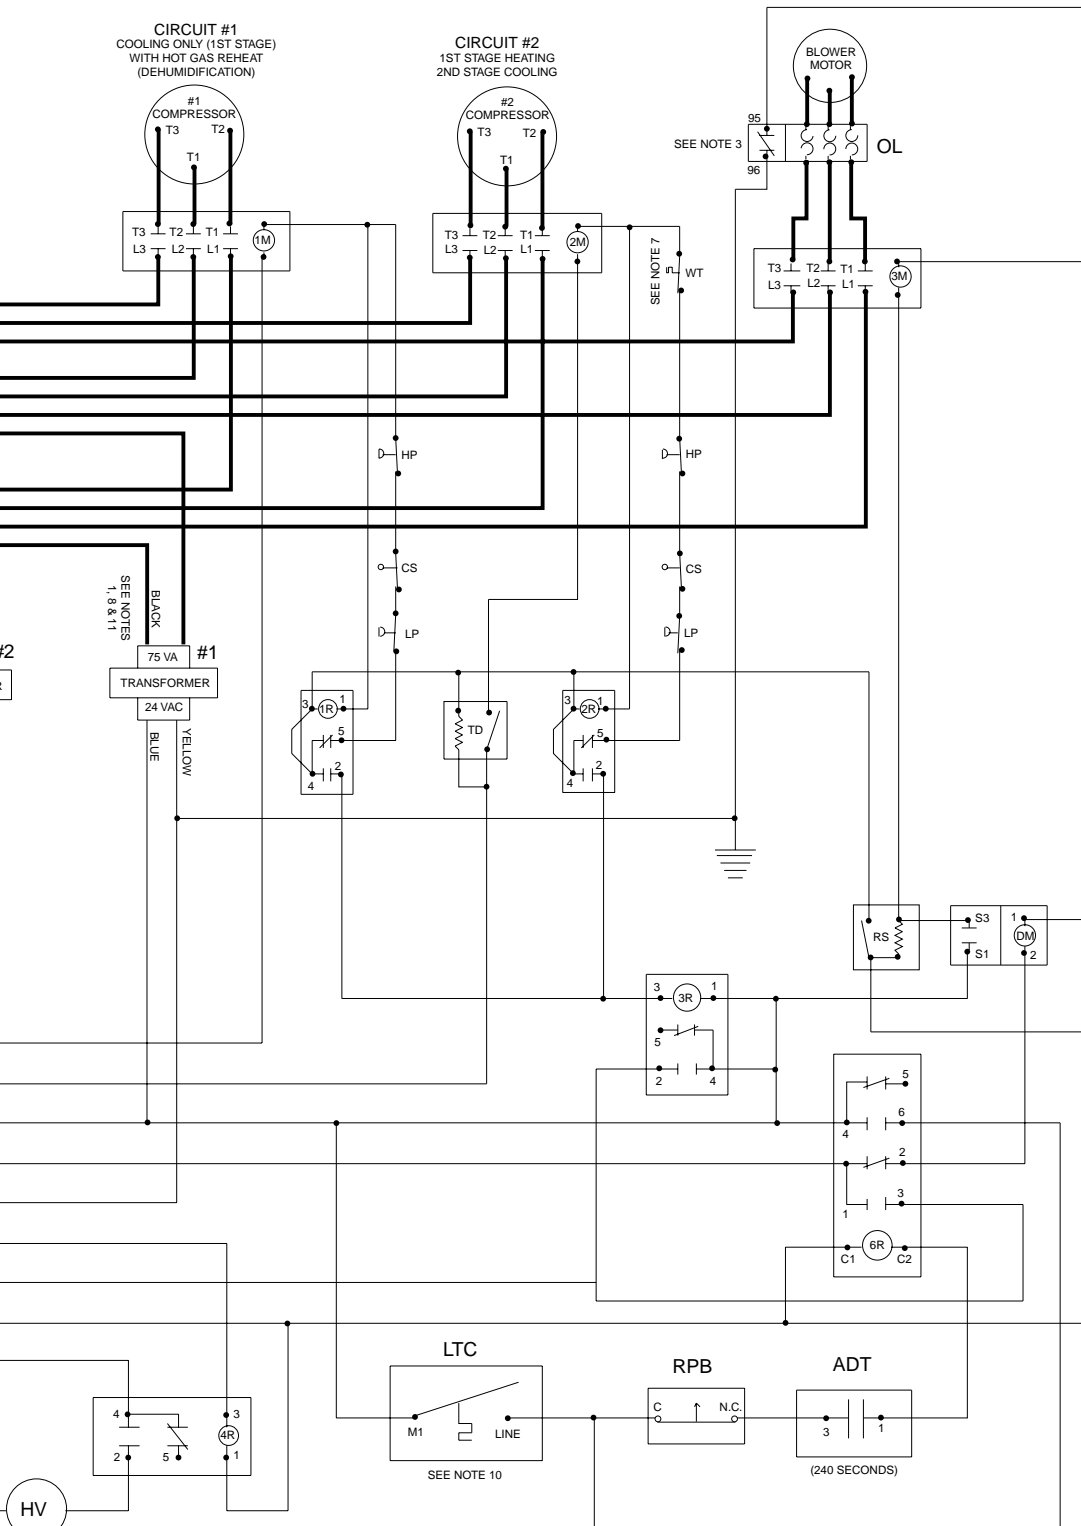 CIRCUIT #1
COOLING ONLY (1ST STAGE)
WITH HOT GAS REHEAT
(DEHUMIDIFICATION)
#1
COMPRESSOR
T3
T2
T1
CIRCUIT #2
1ST STAGE HEATING
2ND STAGE COOLING
#2
COMPRESSOR
T3
T2
T1
BLOWER
MOTOR
95
SEE NOTE 3
96
OL
T3 T2 T1
L3 L2 L1
1M
T3 T2 T1
L3 L2 L1
2M
SEE NOTE 7
WT
T3 T2 T1
L3 L2 L1
3M
HP
HP
CS
CS
LP
LP
SEE NOTES
1, 8 & 11
BLACK
#2
75 VA
#1
TRANSFORMER
24 VAC
BLUE
YELLOW
3 1R 1
5
2
4
TD
3 2R 1
5
2
4
RS
S3
S1
1
DM
2
3 3R 1
5
2 4
5
6
4
2
3
1
6R
C1 C2
LTC
M1
LINE
SEE NOTE 10
RPB
C N.C.
ADT
3 1
(240 SECONDS)
4 3
4R
2 5 1
HV